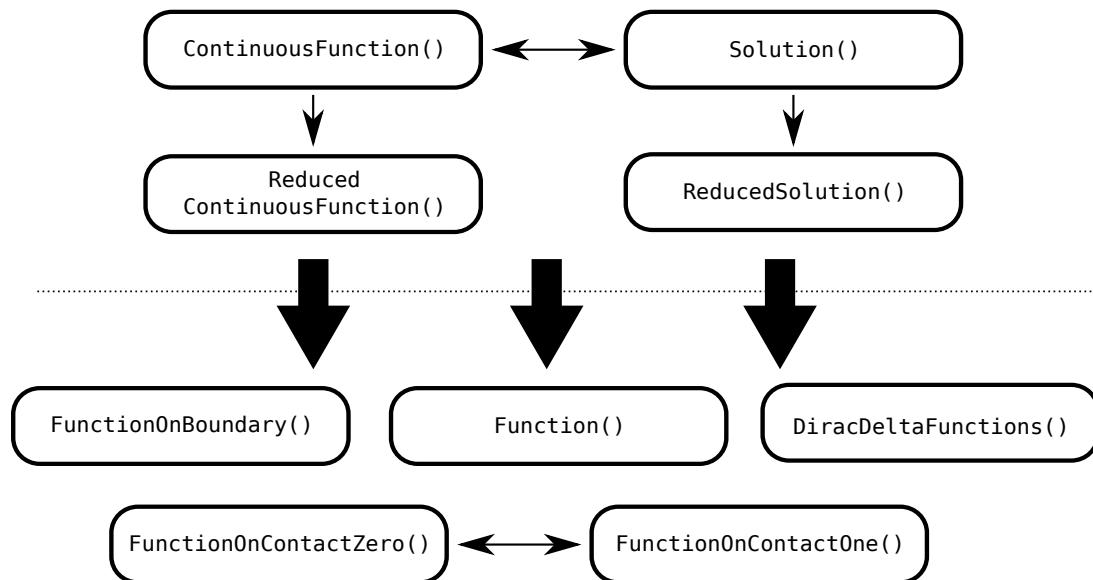 ContinuousFunction()
Solution()
Reduced
ContinuousFunction()
ReducedSolution()
FunctionOnBoundary()
Function()
DiracDeltaFunctions()
FunctionOnContactZero()
FunctionOnContactOne()